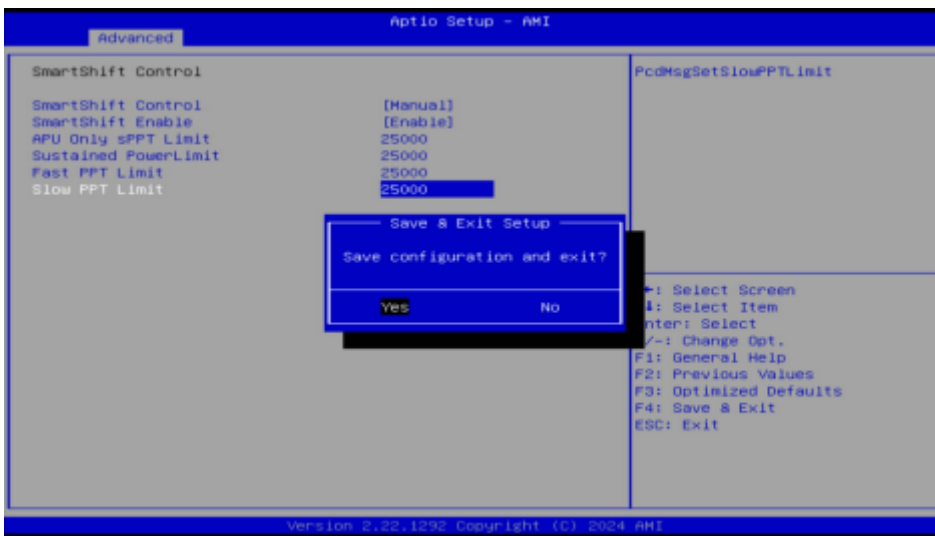 Aptio Setup - AMI
Advanced
SmartShift Control
SmartShift Control [Manual]
SmartShift Enable [Enable]
APU Only sPPT Limit 25000
Sustained PowerLimit 25000
Fast PPT Limit 25000
Slow PPT Limit 25000
PcdMsgSetSlowPPTLimit
Save & Exit Setup
Save configuration and exit?
Yes No
: Select Screen
: Select Item
nter: Select
/-: Change Opt.
F1: General Help
F2: Previous Values
F3: Optimized Defaults
F4: Save & Exit
ESC: Exit
Version 2.22.1292 Copyright (C) 2024 AMI